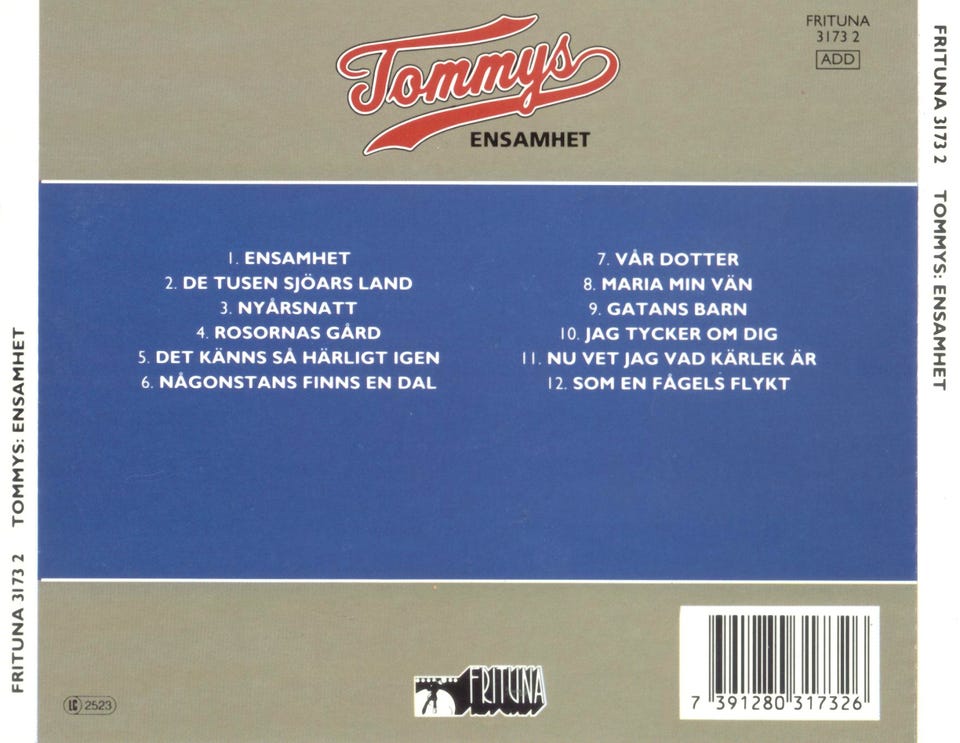 Tommys
ENSAMHET
FRITUNA
3173 2
ADD
1. ENSAMHET
2. DE TUSEN SJÖARS LAND
3. NYÅRSNATT
4. ROSORNAS GÅRD
5. DET KÄNNS SÅ HÄRLIGT IGEN
6. NÅGONSTANS FINNS EN DAL
7. VÅR DOTTER
8. MARIA MIN VÄN
9. GATANS BARN
10. JAG TYCKER OM DIG
11. NU VET JAG VAD KÄRLEK ÄR
12. SOM EN FÅGELS FLYKT
FRITUNA 3173 2 TOMMYS: ENSAMHET
FRITUNA 3173 2 TOMMYS: ENSAMHET
LC 2523
FRITUNA
7 391280 317326